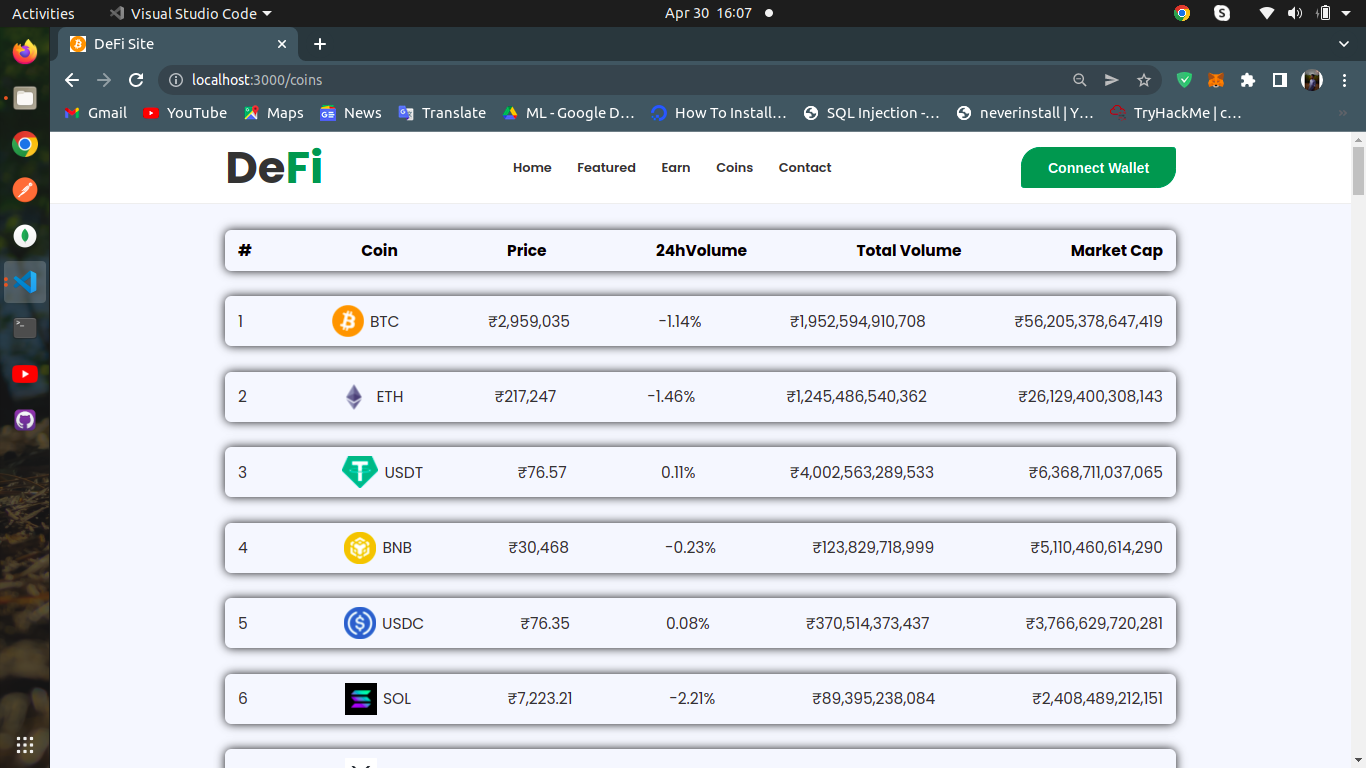 Activities Visual Studio Code Apr 30 16:07
DeFi Site
localhost:3000/coins
Gmail YouTube Maps News Translate ML - Google D… How To Install… SQL Injection -… neverinstall | Y… TryHackMe | c…
DeFi Home Featured Earn Coins Contact Connect Wallet
# Coin Price 24hVolume Total Volume Market Cap
1 BTC ₹2,959,035 -1.14% ₹1,952,594,910,708 ₹56,205,378,647,419
2 ETH ₹217,247 -1.46% ₹1,245,486,540,362 ₹26,129,400,308,143
3 USDT ₹76.57 0.11% ₹4,002,563,289,533 ₹6,368,711,037,065
4 BNB ₹30,468 -0.23% ₹123,829,718,999 ₹5,110,460,614,290
5 USDC ₹76.35 0.08% ₹370,514,373,437 ₹3,766,629,720,281
6 SOL ₹7,223.21 -2.21% ₹89,395,238,084 ₹2,408,489,212,151